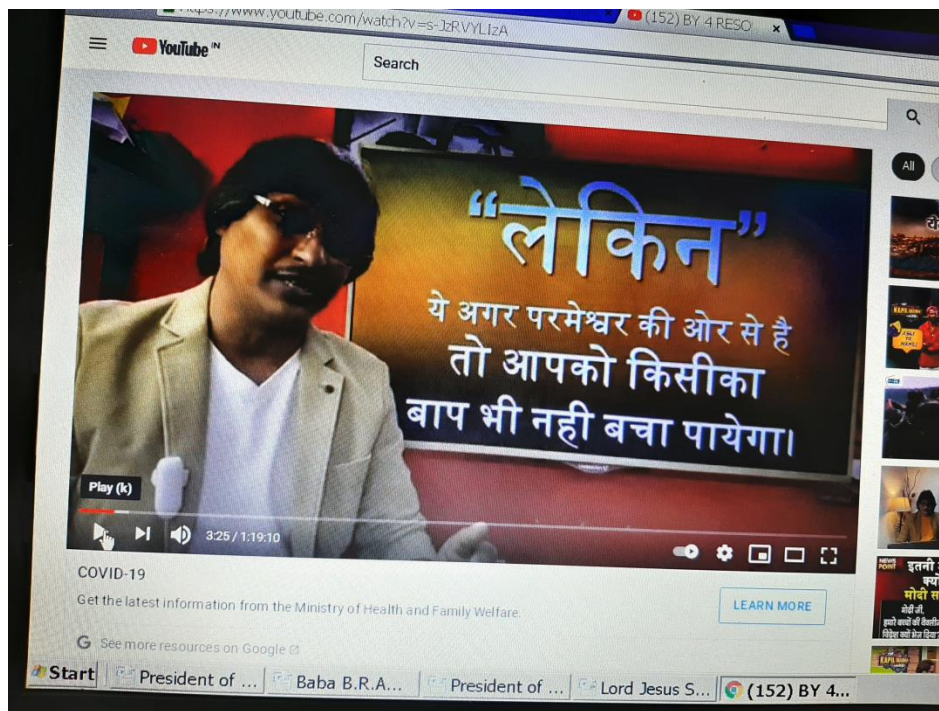 https://www.youtube.com/watch?v=s-JzRVYLIzA
(152) BY 4 RESO
YouTube IN
Search
All
“लेकिन”
ये अगर परमेश्वर की ओर से है
तो आपको किसीका
बाप भी नही बचा पायेगा।
Play (k)
3:25 / 1:19:10
COVID-19
Get the latest information from the Ministry of Health and Family Welfare.
LEARN MORE
See more resources on Google
NEWS POINT
इतनी
मोदी
मोदी जी,
Start
President of ...
Baba B.R.A...
President of ...
Lord Jesus S...
(152) BY 4...